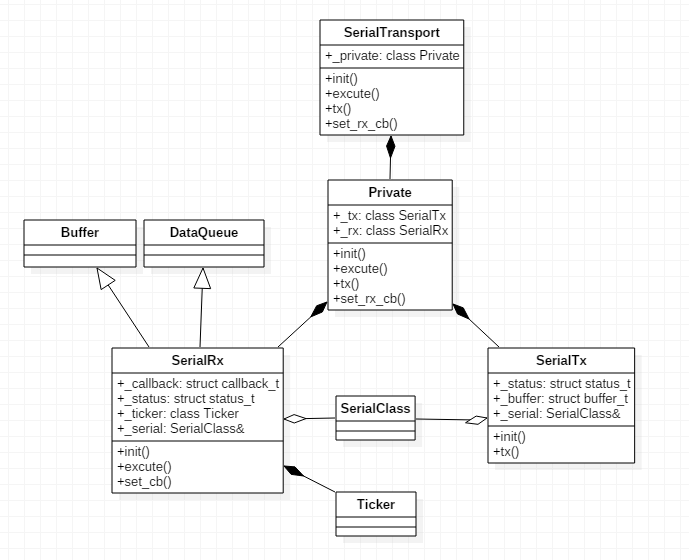 SerialTransport
+_private: class Private
+init()
+excute()
+tx()
+set_rx_cb()
Private
+_tx: class SerialTx
+_rx: class SerialRx
+init()
+excute()
+tx()
+set_rx_cb()
Buffer
DataQueue
SerialRx
+_callback: struct callback_t
+_status: struct status_t
+_ticker: class Ticker
+_serial: SerialClass&
+init()
+excute()
+set_cb()
SerialClass
SerialTx
+_status: struct status_t
+_buffer: struct buffer_t
+_serial: SerialClass&
+init()
+tx()
Ticker